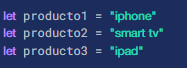 let producto1 = "iphone"
let producto2 = "smart tv"
let producto3 = "ipad"